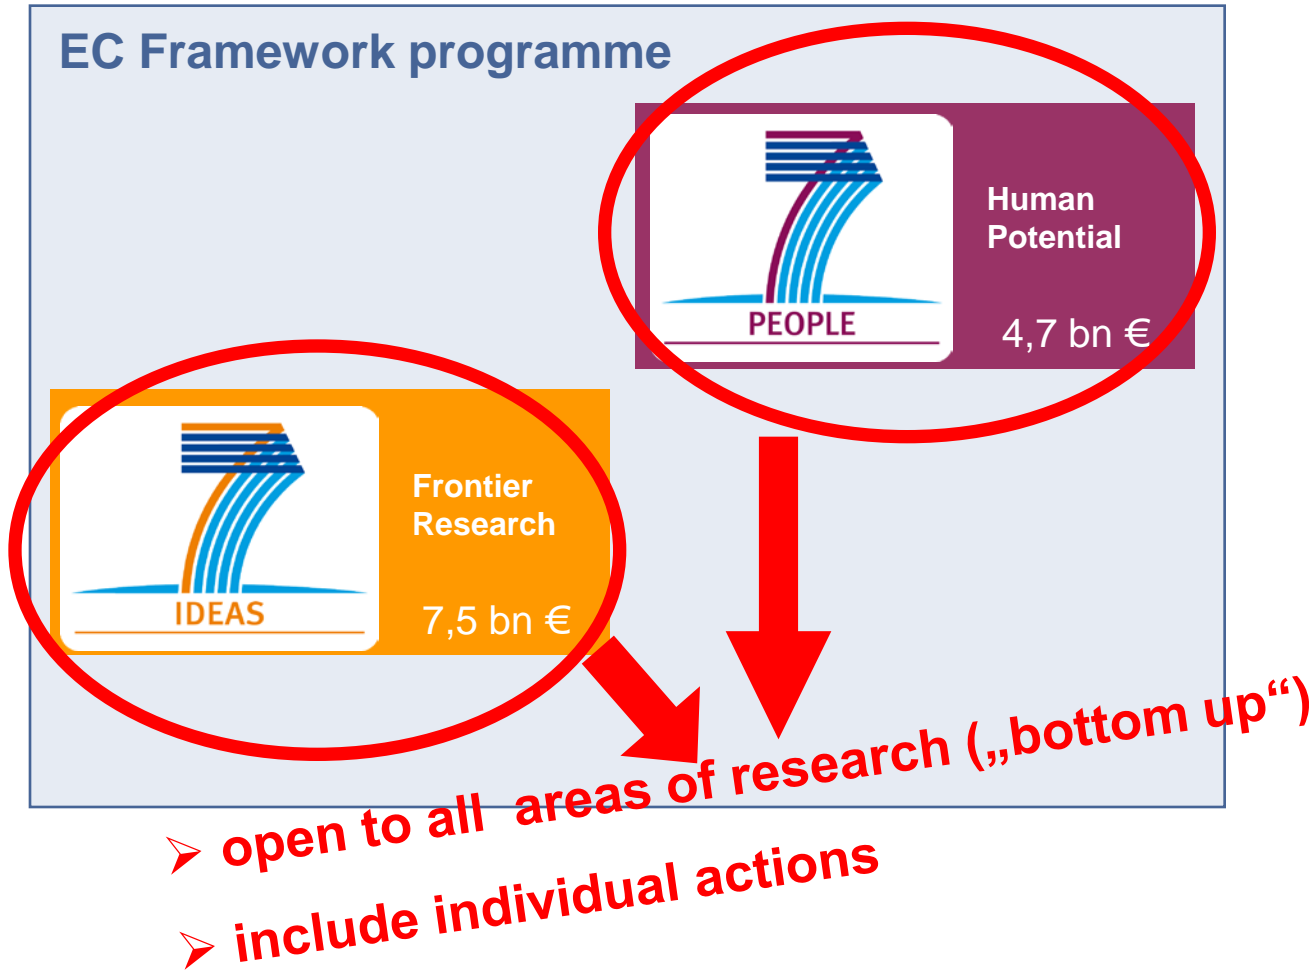 EC Framework programme
Human
Potential
PEOPLE
4,7 bn €
Frontier
Research
IDEAS
7,5 bn €
➢ open to all areas of research („bottom up“)
➢ include individual actions